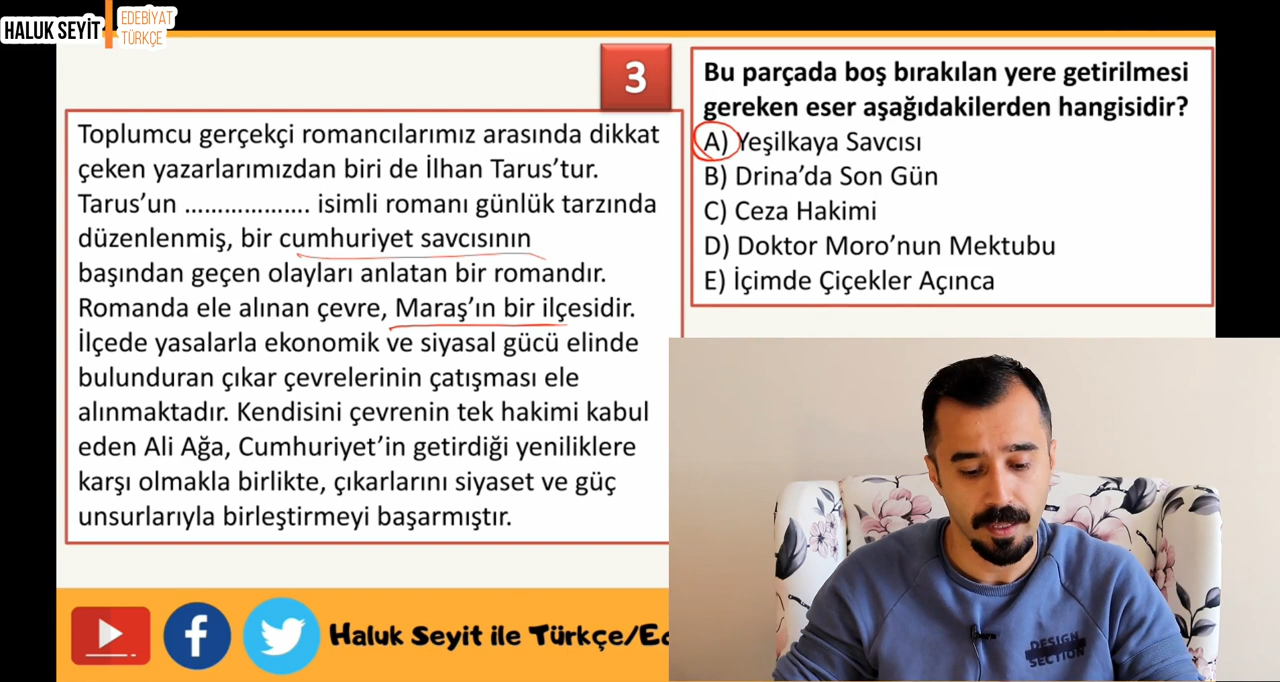 HALUK SEYİT
EDEBİYAT
TÜRKÇE
3
Toplumcu gerçekçi romancılarımız arasında dikkat
çeken yazarlarımızdan biri de İlhan Tarus’tur.
Tarus’un ………………. isimli romanı günlük tarzında
düzenlenmiş, bir cumhuriyet savcısının
başından geçen olayları anlatan bir romandır.
Romanda ele alınan çevre, Maraş’ın bir ilçesidir.
İlçede yasalarla ekonomik ve siyasal gücü elinde
bulunduran çıkar çevrelerinin çatışması ele
alınmaktadır. Kendisini çevrenin tek hakimi kabul
eden Ali Ağa, Cumhuriyet’in getirdiği yeniliklere
karşı olmakla birlikte, çıkarlarını siyaset ve güç
unsurlarıyla birleştirmeyi başarmıştır.
Bu parçada boş bırakılan yere getirilmesi
gereken eser aşağıdakilerden hangisidir?
A) Yeşilkaya Savcısı
B) Drina’da Son Gün
C) Ceza Hakimi
D) Doktor Moro’nun Mektubu
E) İçimde Çiçekler Açınca
Haluk Seyit ile Türkçe/
DESIGN
SECTION